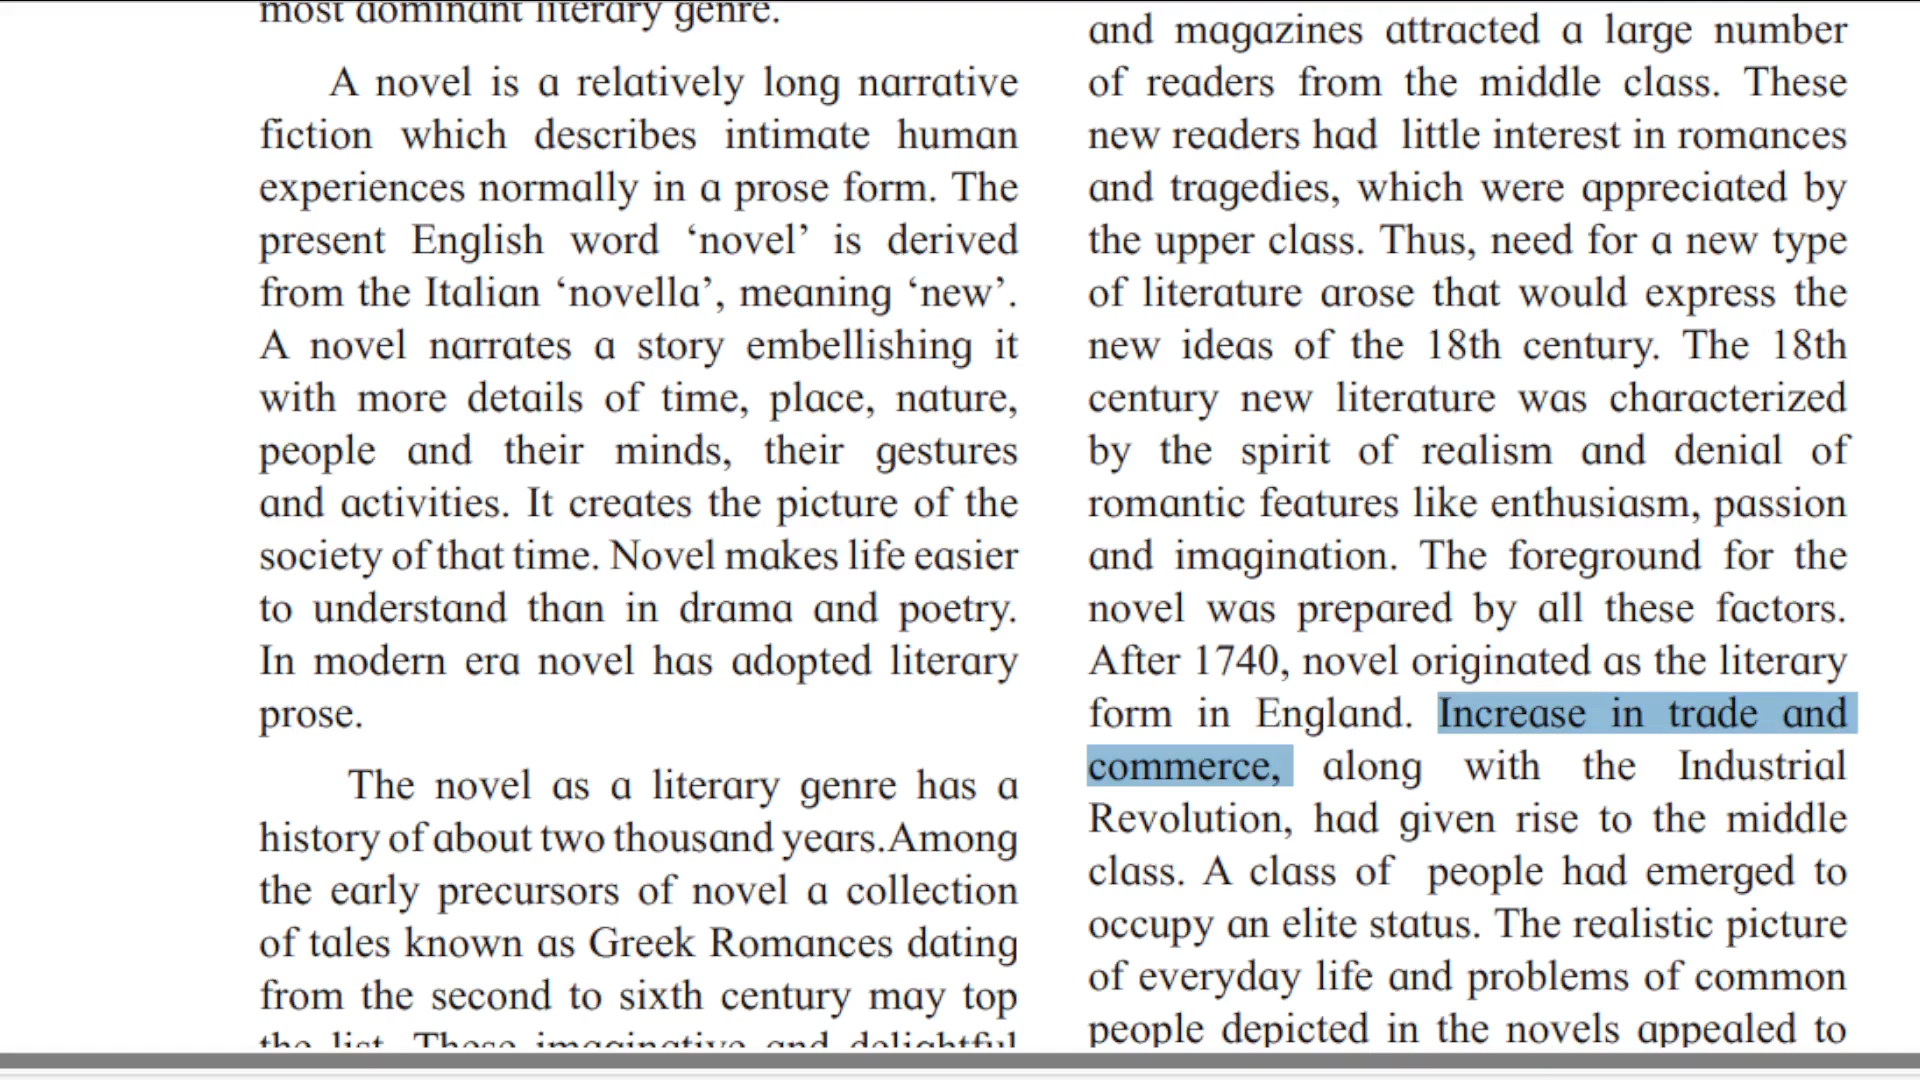 most dominant literary genre.
A novel is a relatively long narrative
fiction which describes intimate human
experiences normally in a prose form. The
present English word ‘novel’ is derived
from the Italian ‘novella’, meaning ‘new’.
A novel narrates a story embellishing it
with more details of time, place, nature,
people and their minds, their gestures
and activities. It creates the picture of the
society of that time. Novel makes life easier
to understand than in drama and poetry.
In modern era novel has adopted literary
prose.
The novel as a literary genre has a
history of about two thousand years.Among
the early precursors of novel a collection
of tales known as Greek Romances dating
from the second to sixth century may top
the list. These imaginative and delightful
and magazines attracted a large number
of readers from the middle class. These
new readers had little interest in romances
and tragedies, which were appreciated by
the upper class. Thus, need for a new type
of literature arose that would express the
new ideas of the 18th century. The 18th
century new literature was characterized
by the spirit of realism and denial of
romantic features like enthusiasm, passion
and imagination. The foreground for the
novel was prepared by all these factors.
After 1740, novel originated as the literary
form in England. Increase in trade and
commerce, along with the Industrial
Revolution, had given rise to the middle
class. A class of people had emerged to
occupy an elite status. The realistic picture
of everyday life and problems of common
people depicted in the novels appealed to